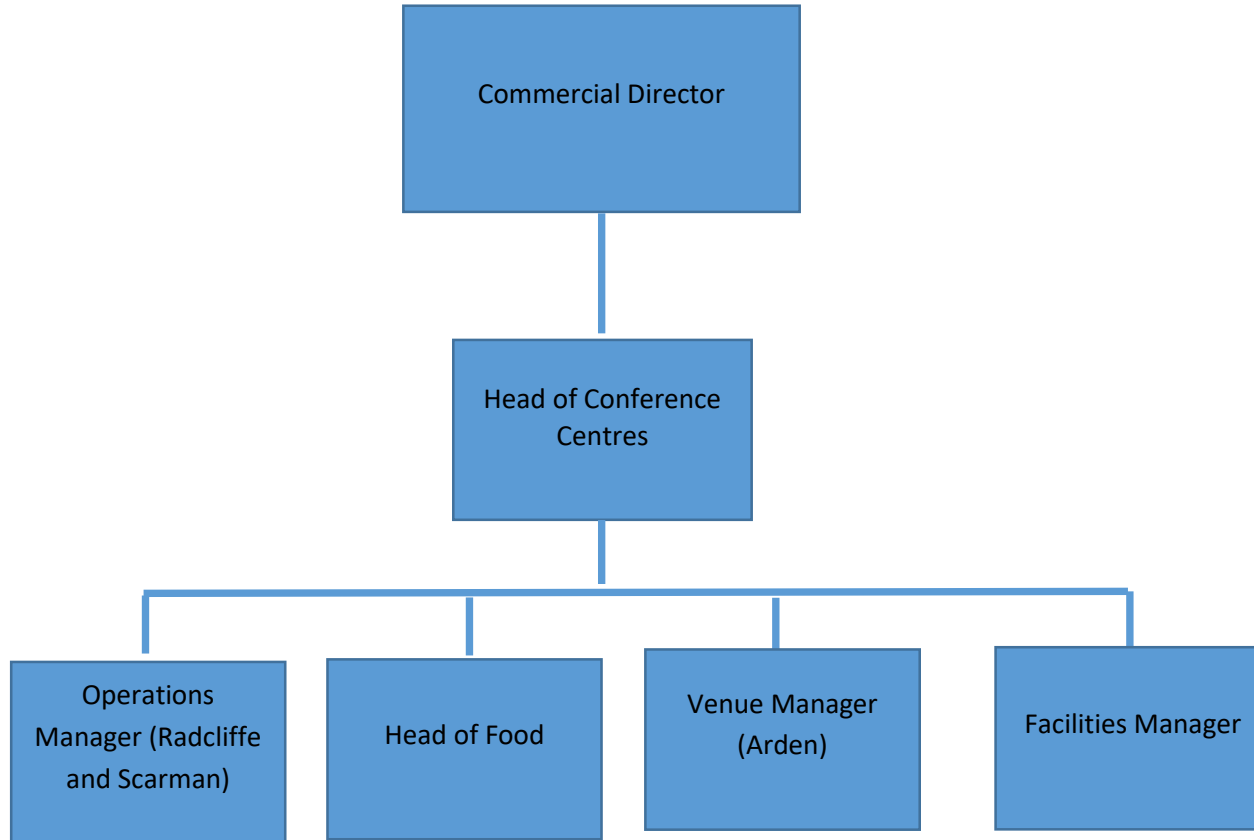 Commercial Director
Head of Conference
Centres
Operations
Manager (Radcliffe
and Scarman)
Head of Food
Venue Manager
(Arden)
Facilities Manager